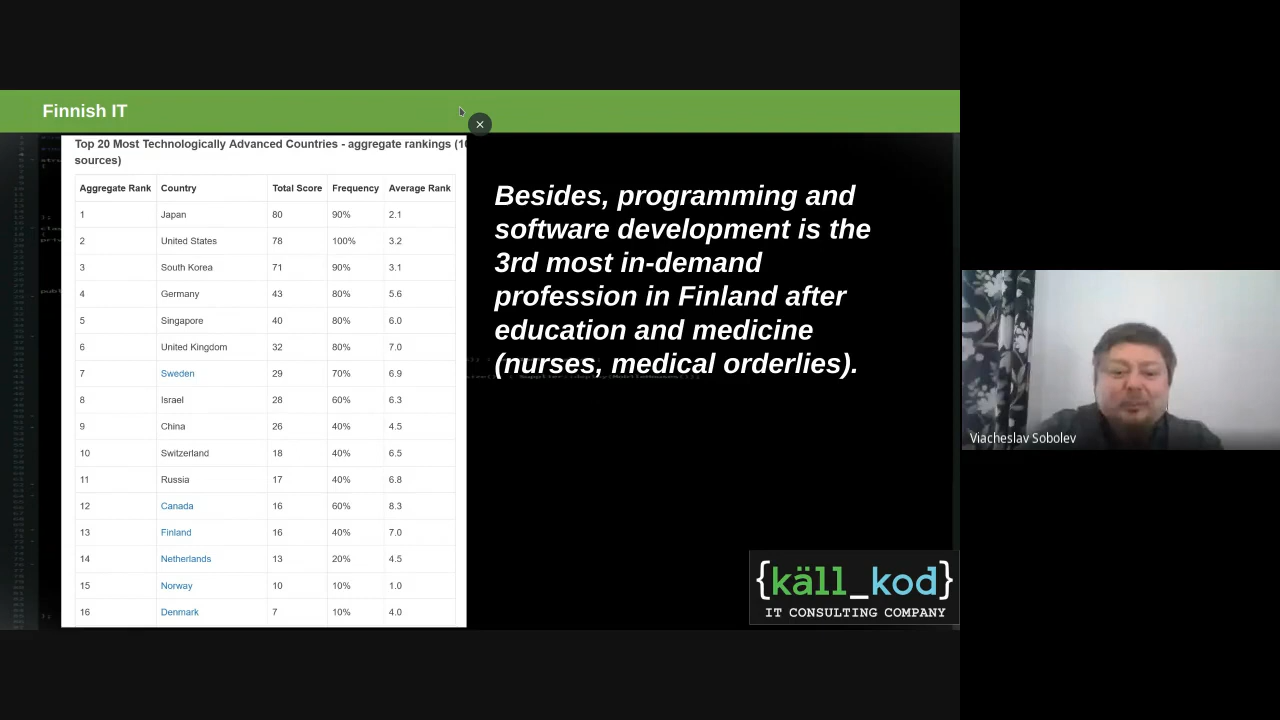 Finnish IT
Top 20 Most Technologically Advanced Countries - aggregate rankings (10
sources)
Aggregate Rank Country Total Score Frequency Average Rank
1 Japan 80 90% 2.1
2 United States 78 100% 3.2
3 South Korea 71 90% 3.1
4 Germany 43 80% 5.6
5 Singapore 40 80% 6.0
6 United Kingdom 32 80% 7.0
7 Sweden 29 70% 6.9
8 Israel 28 60% 6.3
9 China 26 40% 4.5
10 Switzerland 18 40% 6.5
11 Russia 17 40% 6.8
12 Canada 16 60% 8.3
13 Finland 16 40% 7.0
14 Netherlands 13 20% 4.5
15 Norway 10 10% 1.0
16 Denmark 7 10% 4.0
Besides, programming and
software development is the
3rd most in-demand
profession in Finland after
education and medicine
(nurses, medical orderlies).
{käll_kod}
IT CONSULTING COMPANY
Viacheslav Sobolev